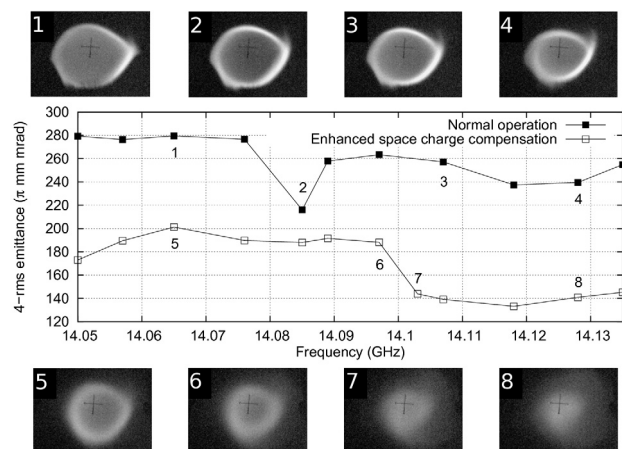 1 2 3 4
300
280
260
240
220
200
180
160
140
120
4-rms emittance (π mm mrad)
Normal operation
Enhanced space charge compensation
1 2 3 4
5 6 7 8
14.05 14.06 14.07 14.08 14.09 14.1 14.11 14.12 14.13
Frequency (GHz)
5 6 7 8